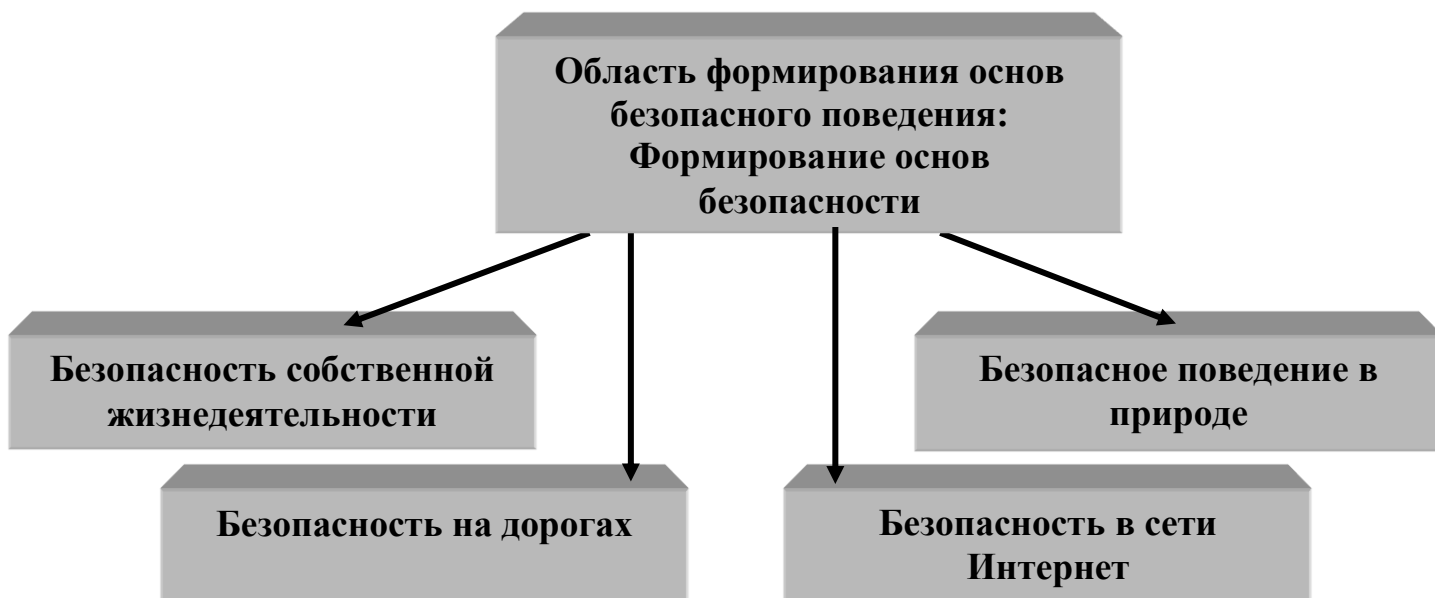 Область формирования основ
безопасного поведения:
Формирование основ
безопасности
Безопасность собственной
жизнедеятельности
Безопасное поведение в
природе
Безопасность на дорогах
Безопасность в сети
Интернет